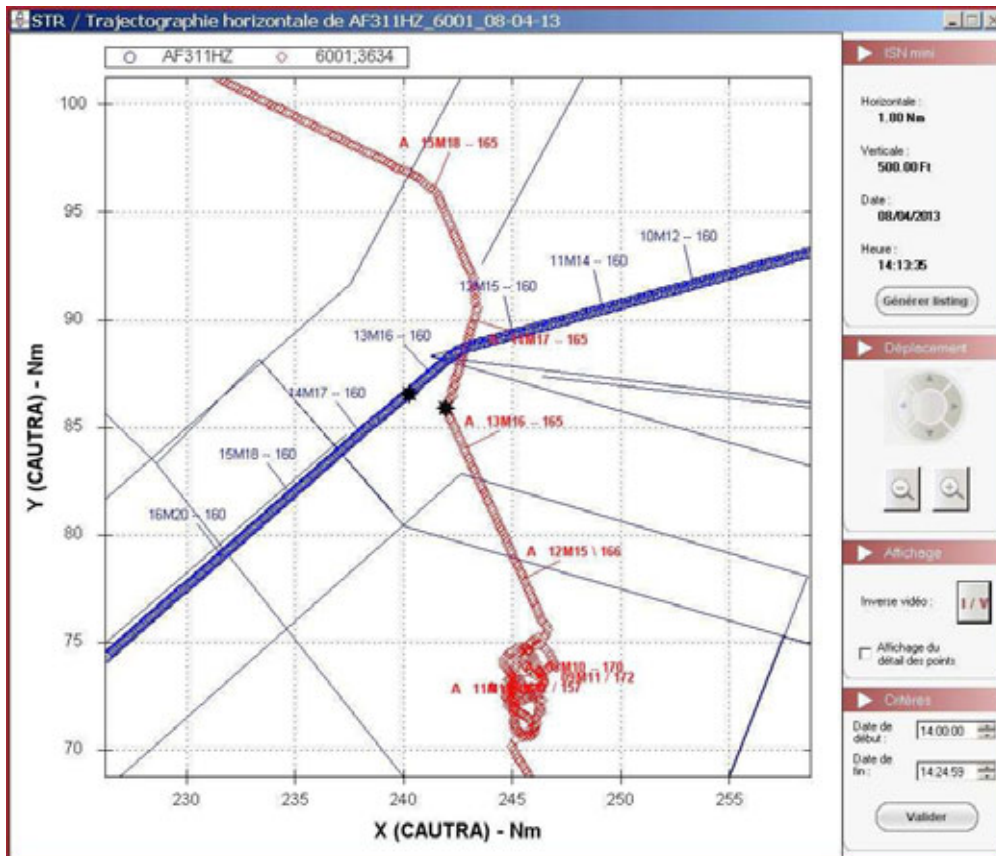 STR / Trajectographie horizontale de AF311HZ_6001_08-04-13
AF311HZ 6001;3634
A 15M18 -- 165
10M12 -- 160
11M14 -- 160
160
13M16 -- 160
165
14M17 -- 160
A 13M16 -- 165
15M18 -- 160
16M20 -- 160
A 12M15 \ 166
170
/ 172
/ 157
100
95
90
85
80
75
70
Y (CAUTRA) - Nm
230 235 240 245 250 255
X (CAUTRA) - Nm
ISN mini
Horizontale :
1.00 Nm
Verticale :
500.00 Ft
Date :
08/04/2013
Heure :
14:13:35
Générer listing
Déplacement
Affichage
Inverse vidéo : I / V
Affichage du
détail des points
Critères
Date de
début : 14:00:00
Date de
fin : 14:24:59
Valider